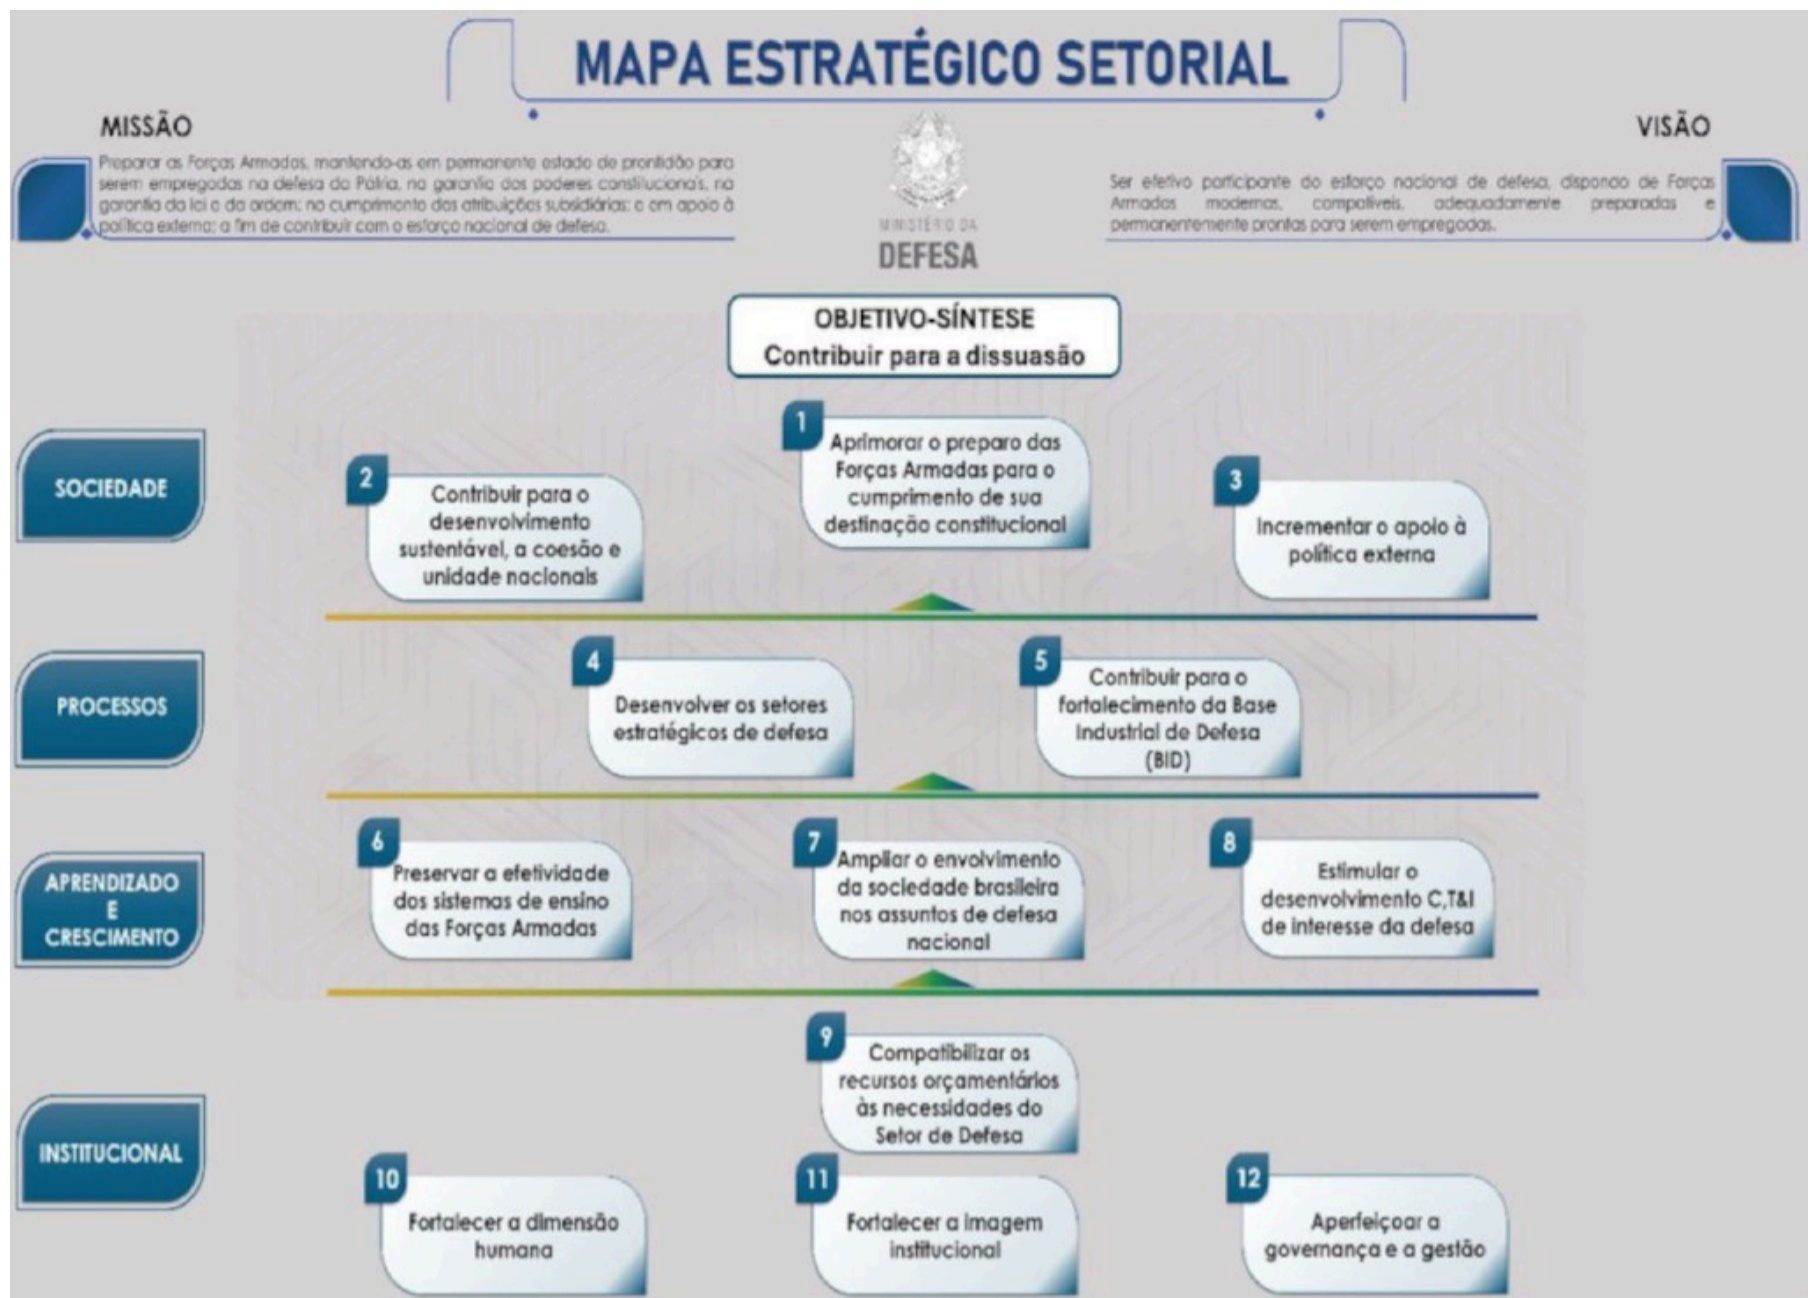 MAPA ESTRATÉGICO SETORIAL
MISSÃO
Preparar as Forças Armadas, mantendo-as em permanente estado de prontidão para
serem empregadas na defesa da Pátria, na garantia dos poderes constitucionais, na
garantia da lei e da ordem; no cumprimento das atribuições subsidiárias; e em apoio à
política externa; a fim de contribuir com o esforço nacional de defesa.
VISÃO
Ser efetivo participante do esforço nacional de defesa, dispondo de Forças
Armadas modernas, compatíveis, adequadamente preparadas e
permanentemente prontas para serem empregadas.
MINISTÉRIO DA
DEFESA
OBJETIVO-SÍNTESE
Contribuir para a dissuasão
SOCIEDADE
1
Aprimorar o preparo das
Forças Armadas para o
cumprimento de sua
destinação constitucional
2
Contribuir para o
desenvolvimento
sustentável, a coesão e
unidade nacionais
3
Incrementar o apoio à
política externa
PROCESSOS
4
Desenvolver os setores
estratégicos de defesa
5
Contribuir para o
fortalecimento da Base
Industrial de Defesa
(BID)
APRENDIZADO
E
CRESCIMENTO
6
Preservar a efetividade
dos sistemas de ensino
das Forças Armadas
7
Ampliar o envolvimento
da sociedade brasileira
nos assuntos de defesa
nacional
8
Estimular o
desenvolvimento C,T&I
de interesse da defesa
INSTITUCIONAL
9
Compatibilizar os
recursos orçamentários
às necessidades do
Setor de Defesa
10
Fortalecer a dimensão
humana
11
Fortalecer a imagem
institucional
12
Aperfeiçoar a
governança e a gestão